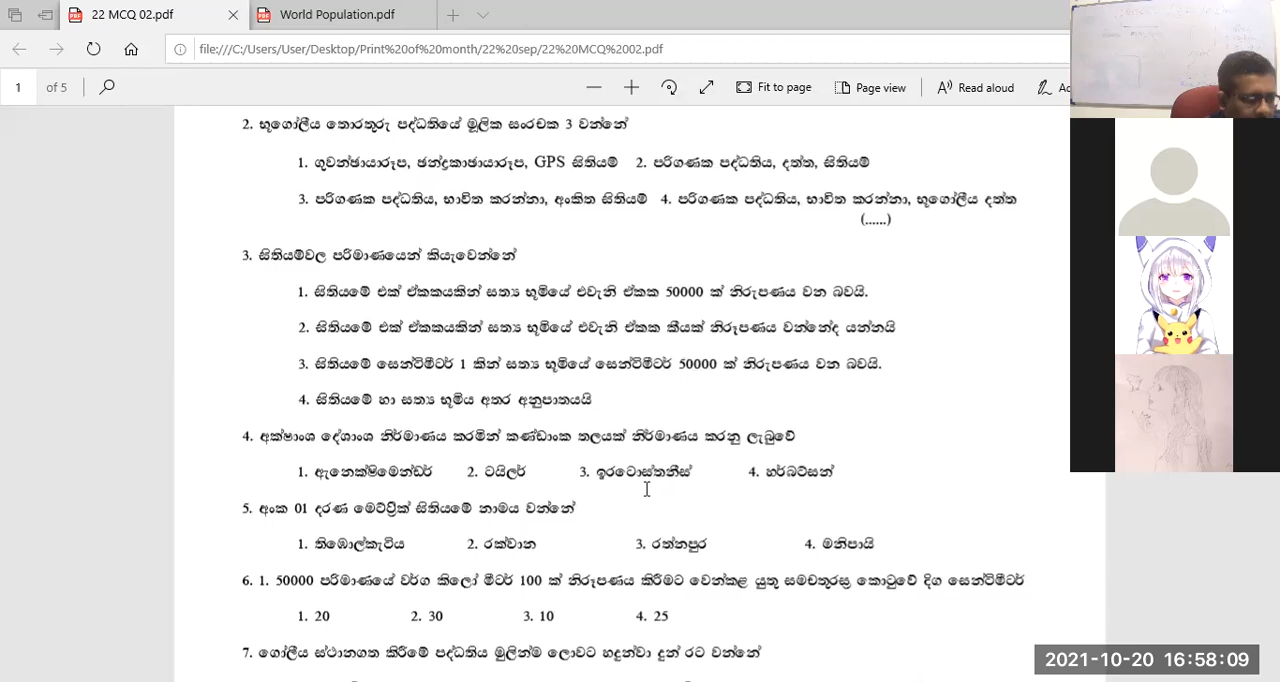 22 MCQ 02.pdf
World Population.pdf
file:///C:/Users/User/Desktop/Print%20of%20month/22%20sep/22%20MCQ%2002.pdf
1 of 5
Fit to page
Page view
Read aloud
2. භූගෝලීය තොරතුරු පද්ධතියේ මූලික සංරචක 3 වන්නේ
1. ගුවන්ඡායාරූප, ඡන්ද්‍රකාඡායාරූප, GPS සිතියම් 2. පරිගණක පද්ධතිය, දත්ත, සිතියම්
3. පරිගණක පද්ධතිය, භාවිත කරන්නා, අංකිත සිතියම් 4. පරිගණක පද්ධතිය, භාවිත කරන්නා, භූගෝලීය දත්ත
(......)
3. සිතියම්වල පරිමාණයෙන් කියැවෙන්නේ
1. සිතියමේ එක් ඒකකයකින් සත්‍ය භූමියේ එවැනි ඒකක 50000 ක් නිරූපණය වන බවයි.
2. සිතියමේ එක් ඒකකයකින් සත්‍ය භූමියේ එවැනි ඒකක කීයක් නිරූපණය වන්නේද යන්නයි
3. සිතියමේ සෙන්ටිමීටර් 1 කින් සත්‍ය භූමියේ සෙන්ටිමීටර් 50000 ක් නිරූපණය වන බවයි.
4. සිතියමේ හා සත්‍ය භූමිය අතර අනුපාතයයි
4. අක්ෂාංශ දේශාංශ නිර්මාණය කරමින් කණ්ඩාංක තලයක් නිර්මාණය කරනු ලැබුවේ
1. ඇනෙක්ෂිමෙන්ඩර් 2. ටයිලර් 3. ඉරටොස්තනීස් 4. හර්බට්සන්
5. අංක 01 දරණ මෙට්ප්‍රික් සිතියමේ නාමය වන්නේ
1. තිඹොල්කැටිය 2. රක්වාන 3. රත්නපුර 4. මනිපායි
6. 1. 50000 පරිමාණයේ වර්ග කිලෝ මීටර් 100 ක් නිරූපණය කිරීමට වෙන්කළ යුතු සමචතුරස්‍ර කොටුවේ දිග සෙන්ටිමීටර්
1. 20 2. 30 3. 10 4. 25
7. ගෝලීය ස්ථානගත කිරීමේ පද්ධතිය මුලින්ම ලොවට හදුන්වා දුන් රට වන්නේ
2021-10-20 16:58:09